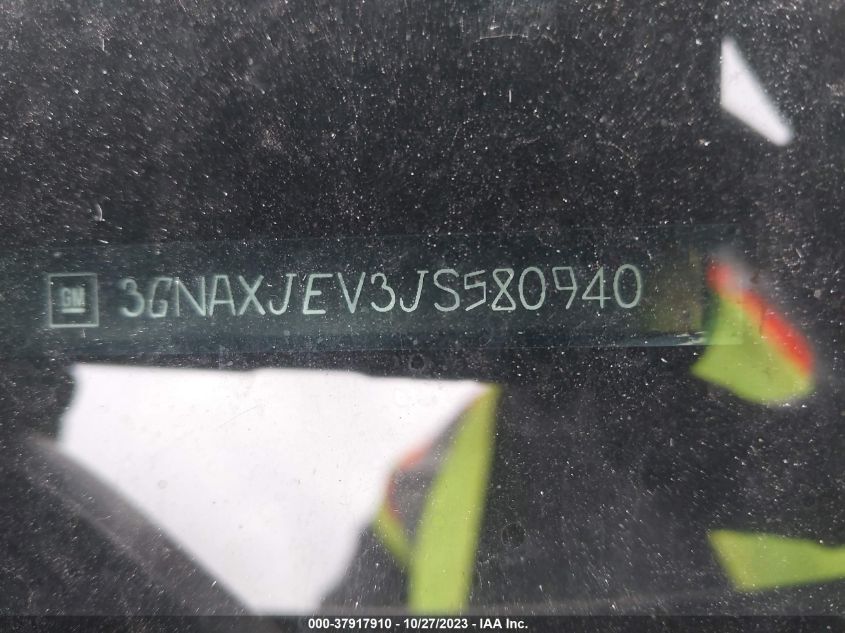 GM 3GNAXJEV3JS580940
000-37917910 / 10/27/2023 - IAA Inc.